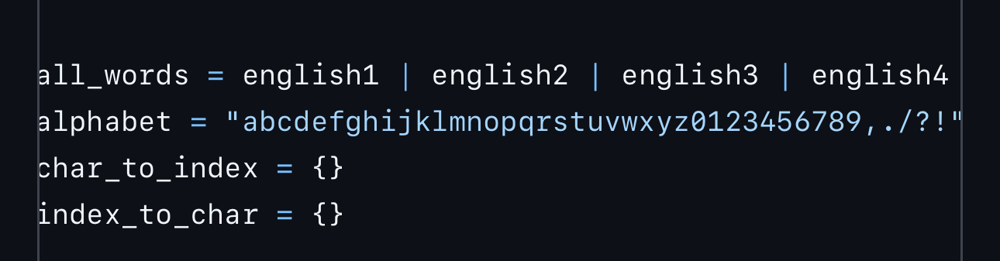 all_words = english1 | english2 | english3 | english4
alphabet = "abcdefghijklmnopqrstuvwxyz0123456789,./?!"
char_to_index = {}
index_to_char = {}